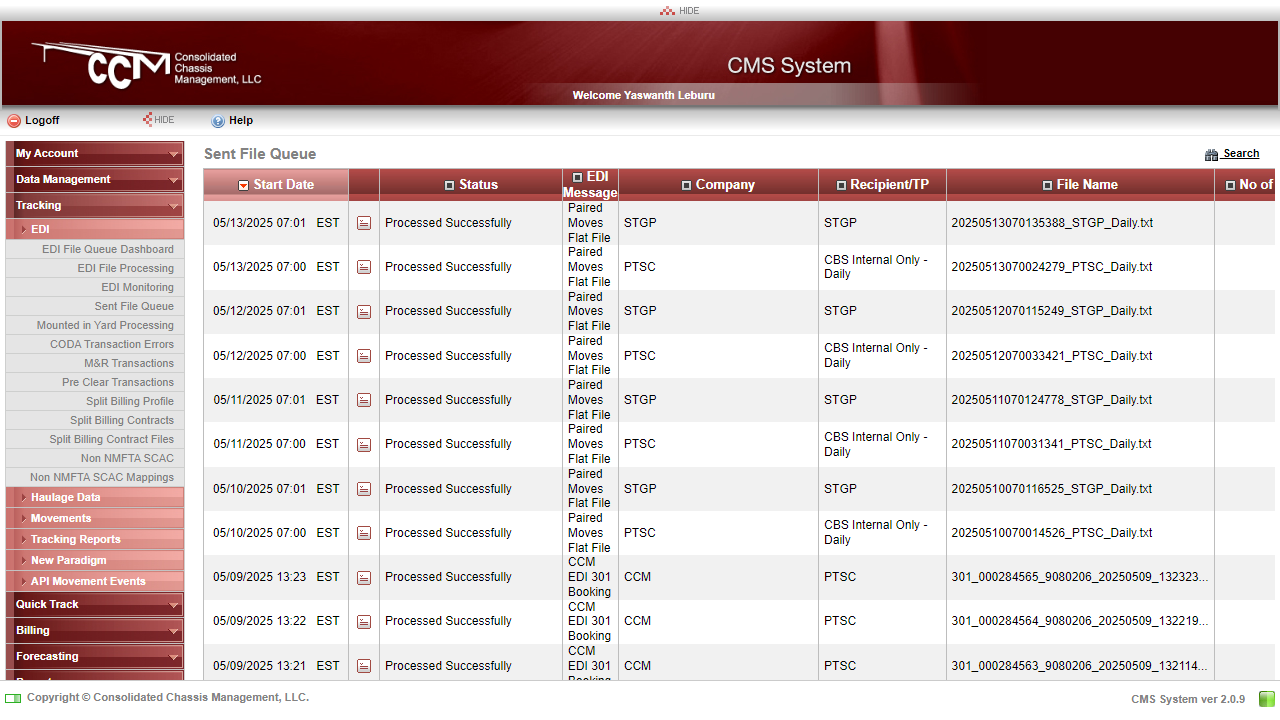 HIDE
CCM Consolidated
Chassis
Management, LLC
CMS System
Welcome Yaswanth Leburu
Logoff
HIDE
Help
My Account
Data Management
Tracking
EDI
EDI File Queue Dashboard
EDI File Processing
EDI Monitoring
Sent File Queue
Mounted in Yard Processing
CODA Transaction Errors
M&R Transactions
Pre Clear Transactions
Split Billing Profile
Split Billing Contracts
Split Billing Contract Files
Non NMFTA SCAC
Non NMFTA SCAC Mappings
Haulage Data
Movements
Tracking Reports
New Paradigm
API Movement Events
Quick Track
Billing
Forecasting
Sent File Queue
Search
Start Date Status EDI Message Company Recipient/TP File Name No of
05/13/2025 07:01 EST Processed Successfully Paired Moves Flat File STGP STGP 20250513070135388_STGP_Daily.txt
05/13/2025 07:00 EST Processed Successfully Paired Moves Flat File PTSC CBS Internal Only - Daily 20250513070024279_PTSC_Daily.txt
05/12/2025 07:01 EST Processed Successfully Paired Moves Flat File STGP STGP 20250512070115249_STGP_Daily.txt
05/12/2025 07:00 EST Processed Successfully Paired Moves Flat File PTSC CBS Internal Only - Daily 20250512070033421_PTSC_Daily.txt
05/11/2025 07:01 EST Processed Successfully Paired Moves Flat File STGP STGP 20250511070124778_STGP_Daily.txt
05/11/2025 07:00 EST Processed Successfully Paired Moves Flat File PTSC CBS Internal Only - Daily 20250511070031341_PTSC_Daily.txt
05/10/2025 07:01 EST Processed Successfully Paired Moves Flat File STGP STGP 20250510070116525_STGP_Daily.txt
05/10/2025 07:00 EST Processed Successfully Paired Moves Flat File PTSC CBS Internal Only - Daily 20250510070014526_PTSC_Daily.txt
05/09/2025 13:23 EST Processed Successfully CCM EDI 301 Booking CCM PTSC 301_000284565_9080206_20250509_132323...
05/09/2025 13:22 EST Processed Successfully CCM EDI 301 Booking CCM PTSC 301_000284564_9080206_20250509_132219...
05/09/2025 13:21 EST Processed Successfully CCM EDI 301 Booking CCM PTSC 301_000284563_9080206_20250509_132114...
Copyright © Consolidated Chassis Management, LLC.
CMS System ver 2.0.9